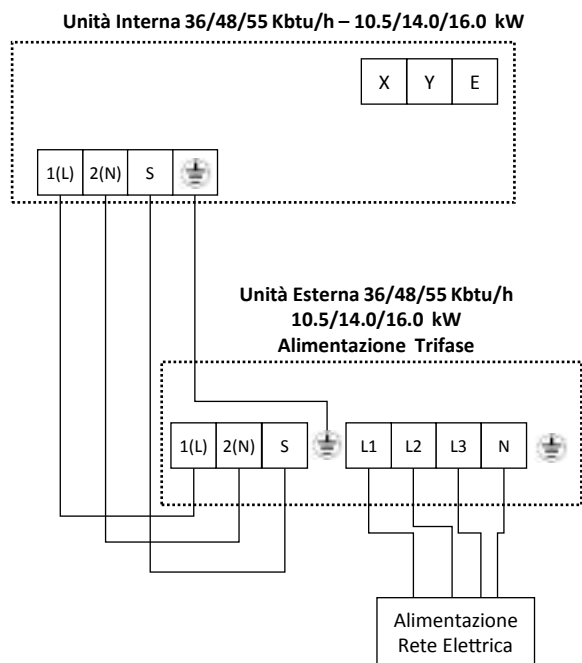 Unità Interna 36/48/55 Kbtu/h – 10.5/14.0/16.0 kW
X Y E
1(L) 2(N) S
Unità Esterna 36/48/55 Kbtu/h
10.5/14.0/16.0 kW
Alimentazione Trifase
1(L) 2(N) S L1 L2 L3 N
Alimentazione
Rete Elettrica